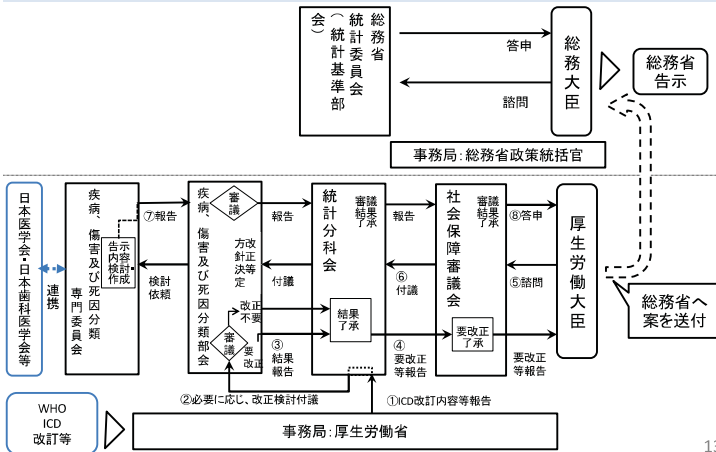 総務省
統計委員会
（統計基準部会）
答申
諮問
総務大臣
総務省
告示
事務局：総務省政策統括官
日本医学会・日本歯科医学会等
連携
疾病、傷害及び死因分類
専門委員会
告示内容検討・作成
⑦報告
検討
依頼
疾病、傷害及び死因分類部会
審議
改正等
方針決定
改正
不要
審議
要
改正
報告
付議
③
結果
報告
統計分科会
審議
結果
了承
結果
了承
報告
⑥
付議
④
要改正
等報告
社会保障審議会
審議
結果
了承
要改正
了承
⑧答申
⑤諮問
要改正
等報告
厚生労働大臣
総務省へ
案を送付
②必要に応じ、改正検討付議
①ICD改訂内容等報告
WHO
ICD
改訂等
事務局：厚生労働省
13